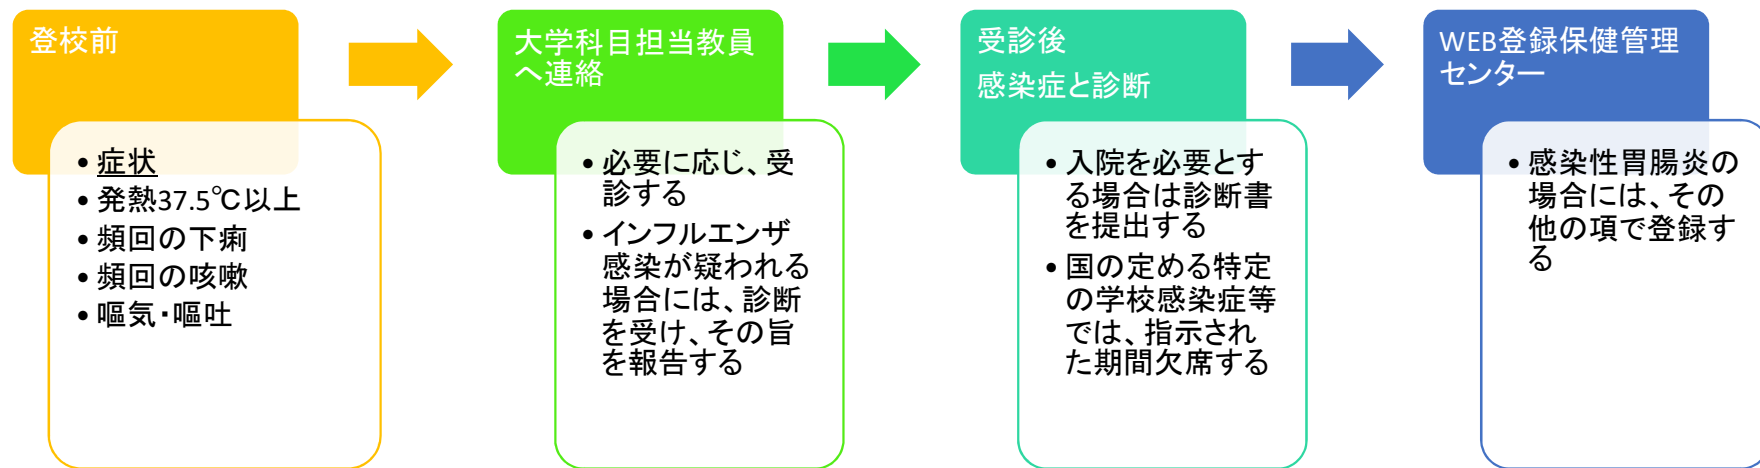 登校前
• 症状
• 発熱37.5℃以上
• 頻回の下痢
• 頻回の咳嗽
• 嘔気・嘔吐
大学科目担当教員
へ連絡
• 必要に応じ、受
診する
• インフルエンザ
感染が疑われる
場合には、診断
を受け、その旨
を報告する
受診後
感染症と診断
• 入院を必要とす
る場合は診断書
を提出する
• 国の定める特定
の学校感染症等
では、指示され
た期間欠席する
WEB登録保健管理
センター
• 感染性胃腸炎の
場合には、その
他の項で登録す
る